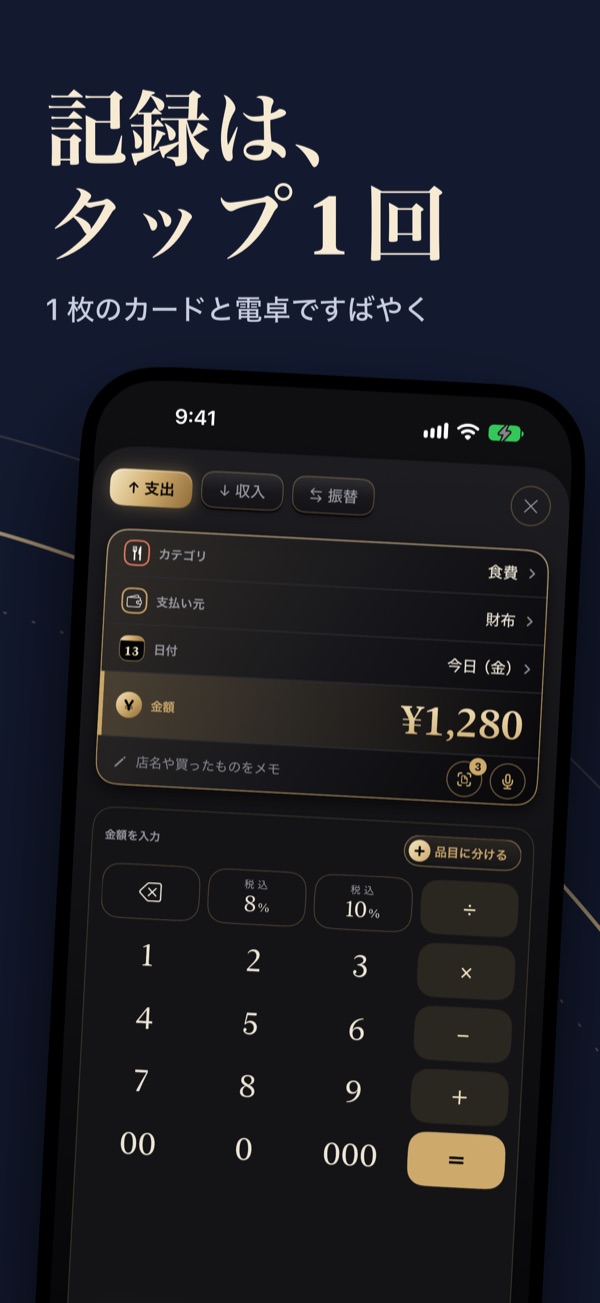 記録は、
タップ1回
1枚のカードと電卓ですばやく
9:41
↑ 支出 ↓ 収入 ⇆ 振替 ×
カテゴリ 食費 >
支払い元 財布 >
13 日付 今日（金） >
¥ 金額 ¥1,280
店名や買ったものをメモ 3
金額を入力 + 品目に分ける
税込 税込
8% 10% ÷
1 2 3 ×
4 5 6 −
7 8 9 +
00 0 000 =